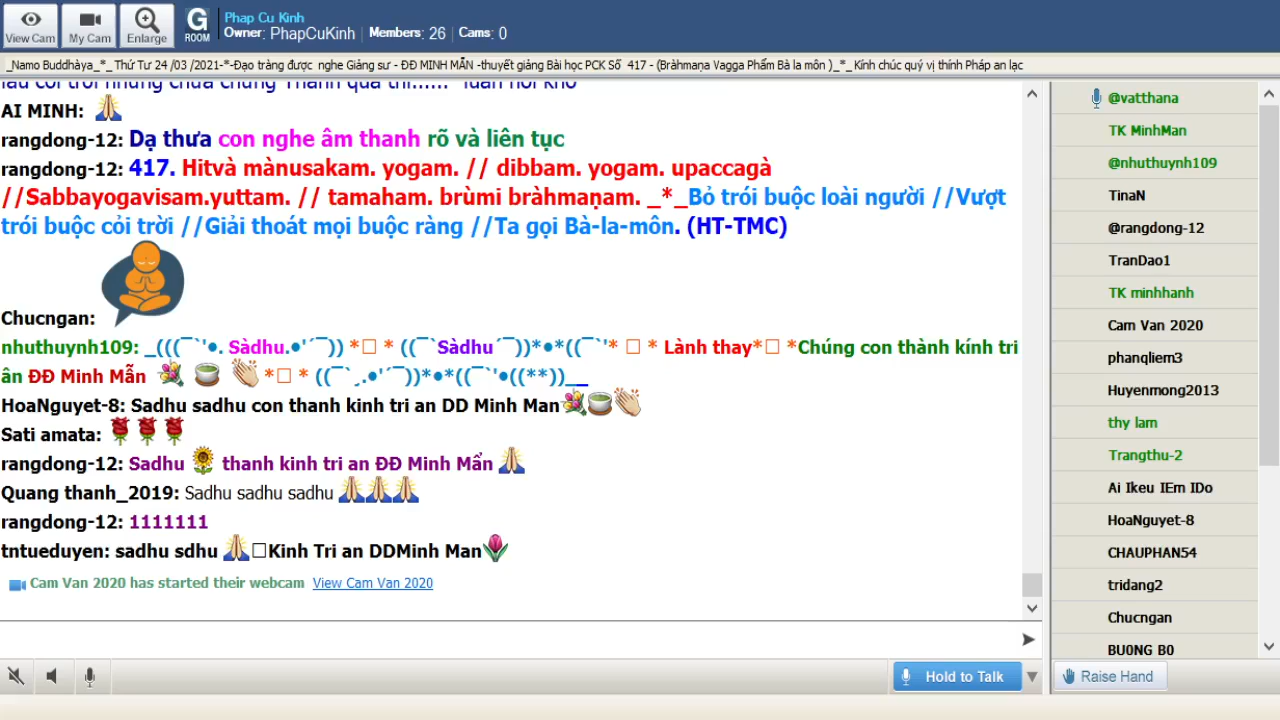 View Cam
My Cam
Enlarge
G
ROOM
Phap Cu Kinh
Owner: PhapCuKinh | Members: 26 | Cams: 0
_Namo Buddhàya_*_ Thứ Tư 24 /03 /2021-*-Đạo tràng được nghe Giảng sư - ĐĐ MINH MẪN -thuyết giảng Bài học PCK Số 417 - (Bràhmaṇa Vagga Phẩm Bà la môn )_*_Kính chúc quý vị thính Pháp an lạc
AI MINH: 🙏
rangdong-12: Dạ thưa con nghe âm thanh rõ và liên tục
rangdong-12: 417. Hitvà mànusakam. yogam. // dibbam. yogam. upaccagà
//Sabbayogavisam.yuttam. // tamaham. brùmi bràhmaṇam. _*_Bỏ trói buộc loài người //Vượt
trói buộc cỏi trời //Giải thoát mọi buộc ràng //Ta gọi Bà-la-môn. (HT-TMC)
Chucngan:
nhuthuynh109: _(((¯`'•. Sàdhu.•'´¯)) *□ * ((¯`Sàdhu´¯))*•*((¯`'* □ * Lành thay*□ *Chúng con thành kính tri
ân ĐĐ Minh Mẫn 💐 🍵 👏 *□ * ((¯`¸.•'´¯))*•*((¯`'•((**))__
HoaNguyet-8: Sadhu sadhu con thanh kinh tri an DD Minh Man💐🍵👏
Sati amata: 🌹🌹🌹
rangdong-12: Sadhu 🌻 thanh kinh tri an ĐĐ Minh Mẩn 🙏
Quang thanh_2019: Sadhu sadhu sadhu 🙏🙏🙏
rangdong-12: 1111111
tntueduyen: sadhu sdhu 🙏□Kinh Tri an DDMinh Man🌷
Cam Van 2020 has started their webcam View Cam Van 2020
Hold to Talk
@vatthana
TK MinhMan
@nhuthuynh109
TinaN
@rangdong-12
TranDao1
TK minhhanh
Cam Van 2020
phanqliem3
Huyenmong2013
thy lam
Trangthu-2
Ai Ikeu IEm IDo
HoaNguyet-8
CHAUPHAN54
tridang2
Chucngan
BU0NG B0
Raise Hand